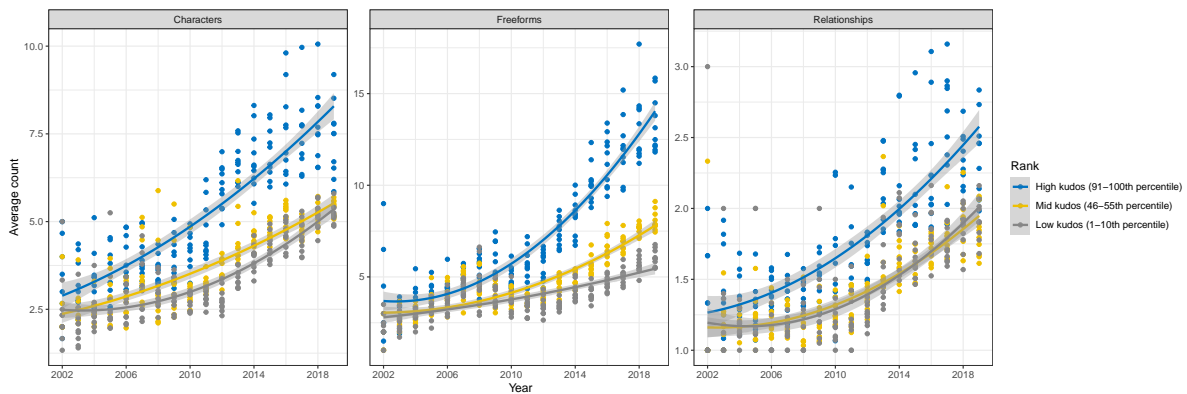 Characters
Freeforms
Relationships
Average count
10.0
7.5
5.0
2.5
15
10
5
3.0
2.5
2.0
1.5
1.0
2002 2006 2010 2014 2018
2002 2006 2010 2014 2018
2002 2006 2010 2014 2018
Year
Rank
High kudos (91–100th percentile)
Mid kudos (46–55th percentile)
Low kudos (1–10th percentile)